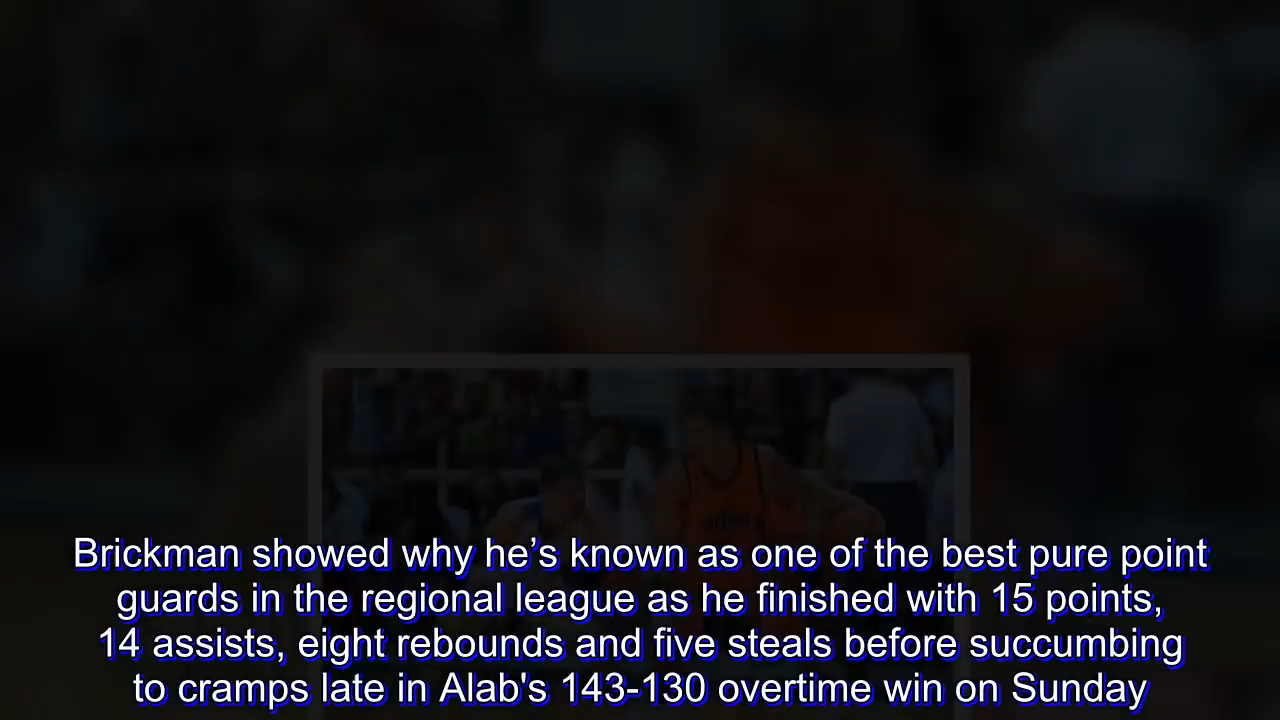 Brickman showed why he’s known as one of the best pure point
guards in the regional league as he finished with 15 points,
14 assists, eight rebounds and five steals before succumbing
to cramps late in Alab's 143-130 overtime win on Sunday